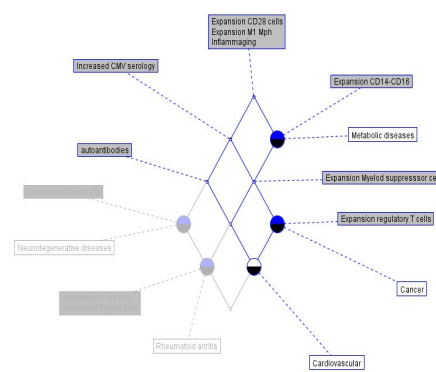 Expansion CD28 cells
Expansion M1 Mph
Inflammaging
Increased CMV serology
Expansion CD14-CD16
Metabolic diseases
autoantibodies
Expansion Myelod suppresssor ce
Expansion regulatory T cells
Neurodegenerative diseases
Cancer
Rheumatoid artritis
Cardiovascular